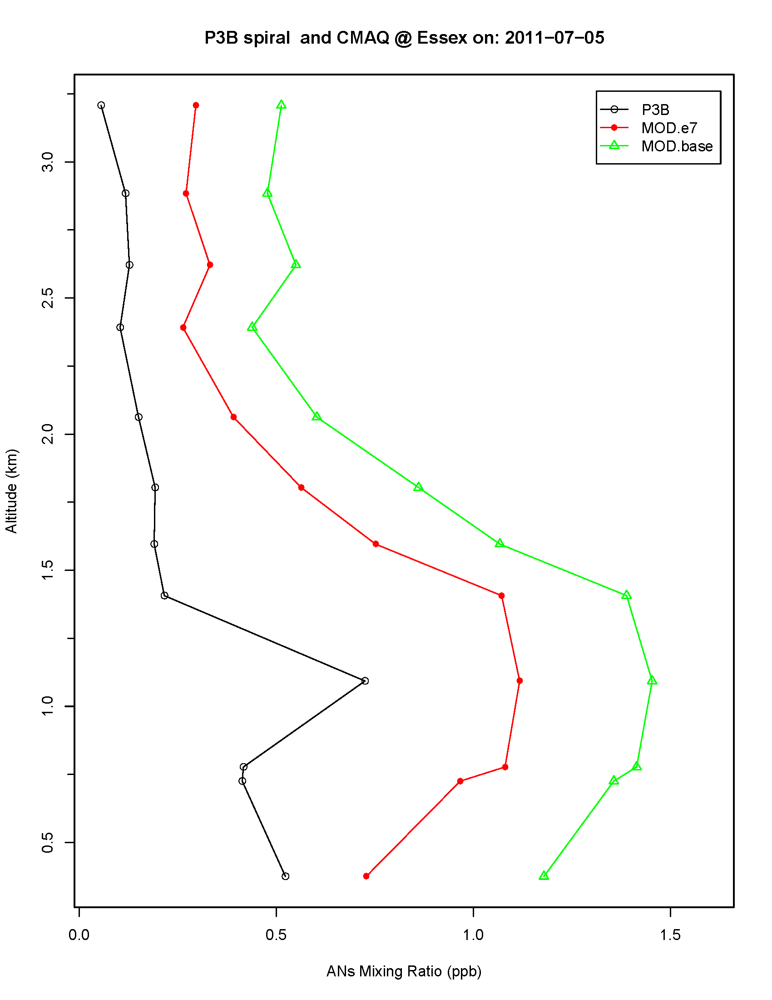 P3B spiral  and CMAQ @ Essex on: 2011−07−05
P3B
MOD.e7
MOD.base
3.0
2.5
2.0
1.5
1.0
0.5
Altitude (km)
0.0 0.5 1.0 1.5
ANs Mixing Ratio (ppb)